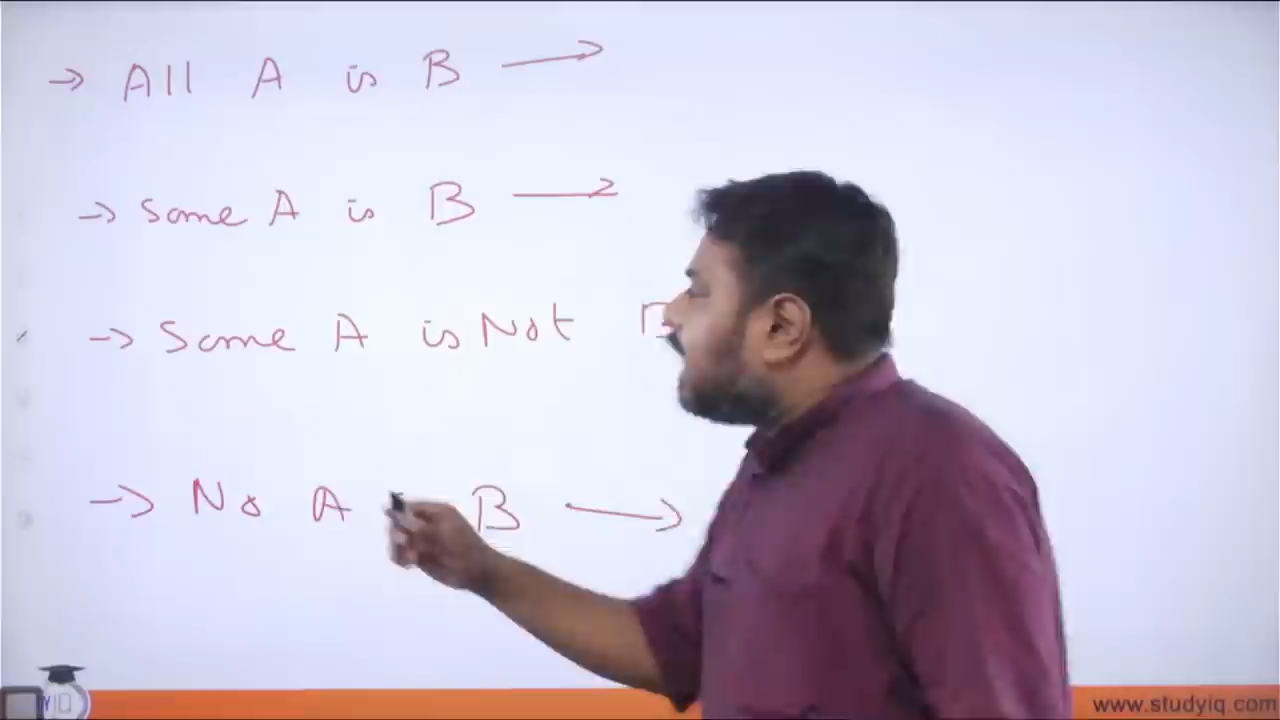 → All A is B →
→ Some A is B →
→ Some A is Not
→ No A B →
www.studyiq.com